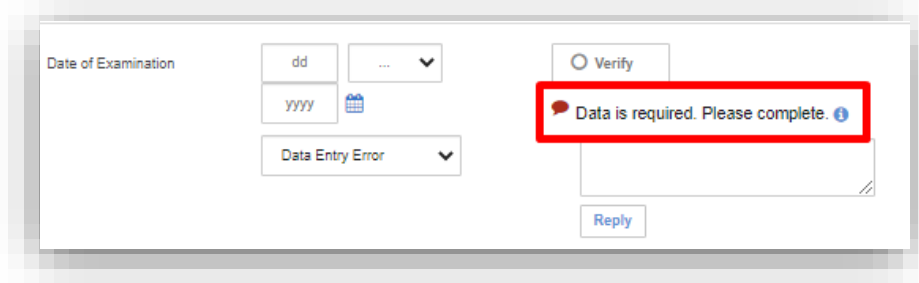 Date of Examination dd ... Verify
yyyy Data is required. Please complete.
Data Entry Error
Reply